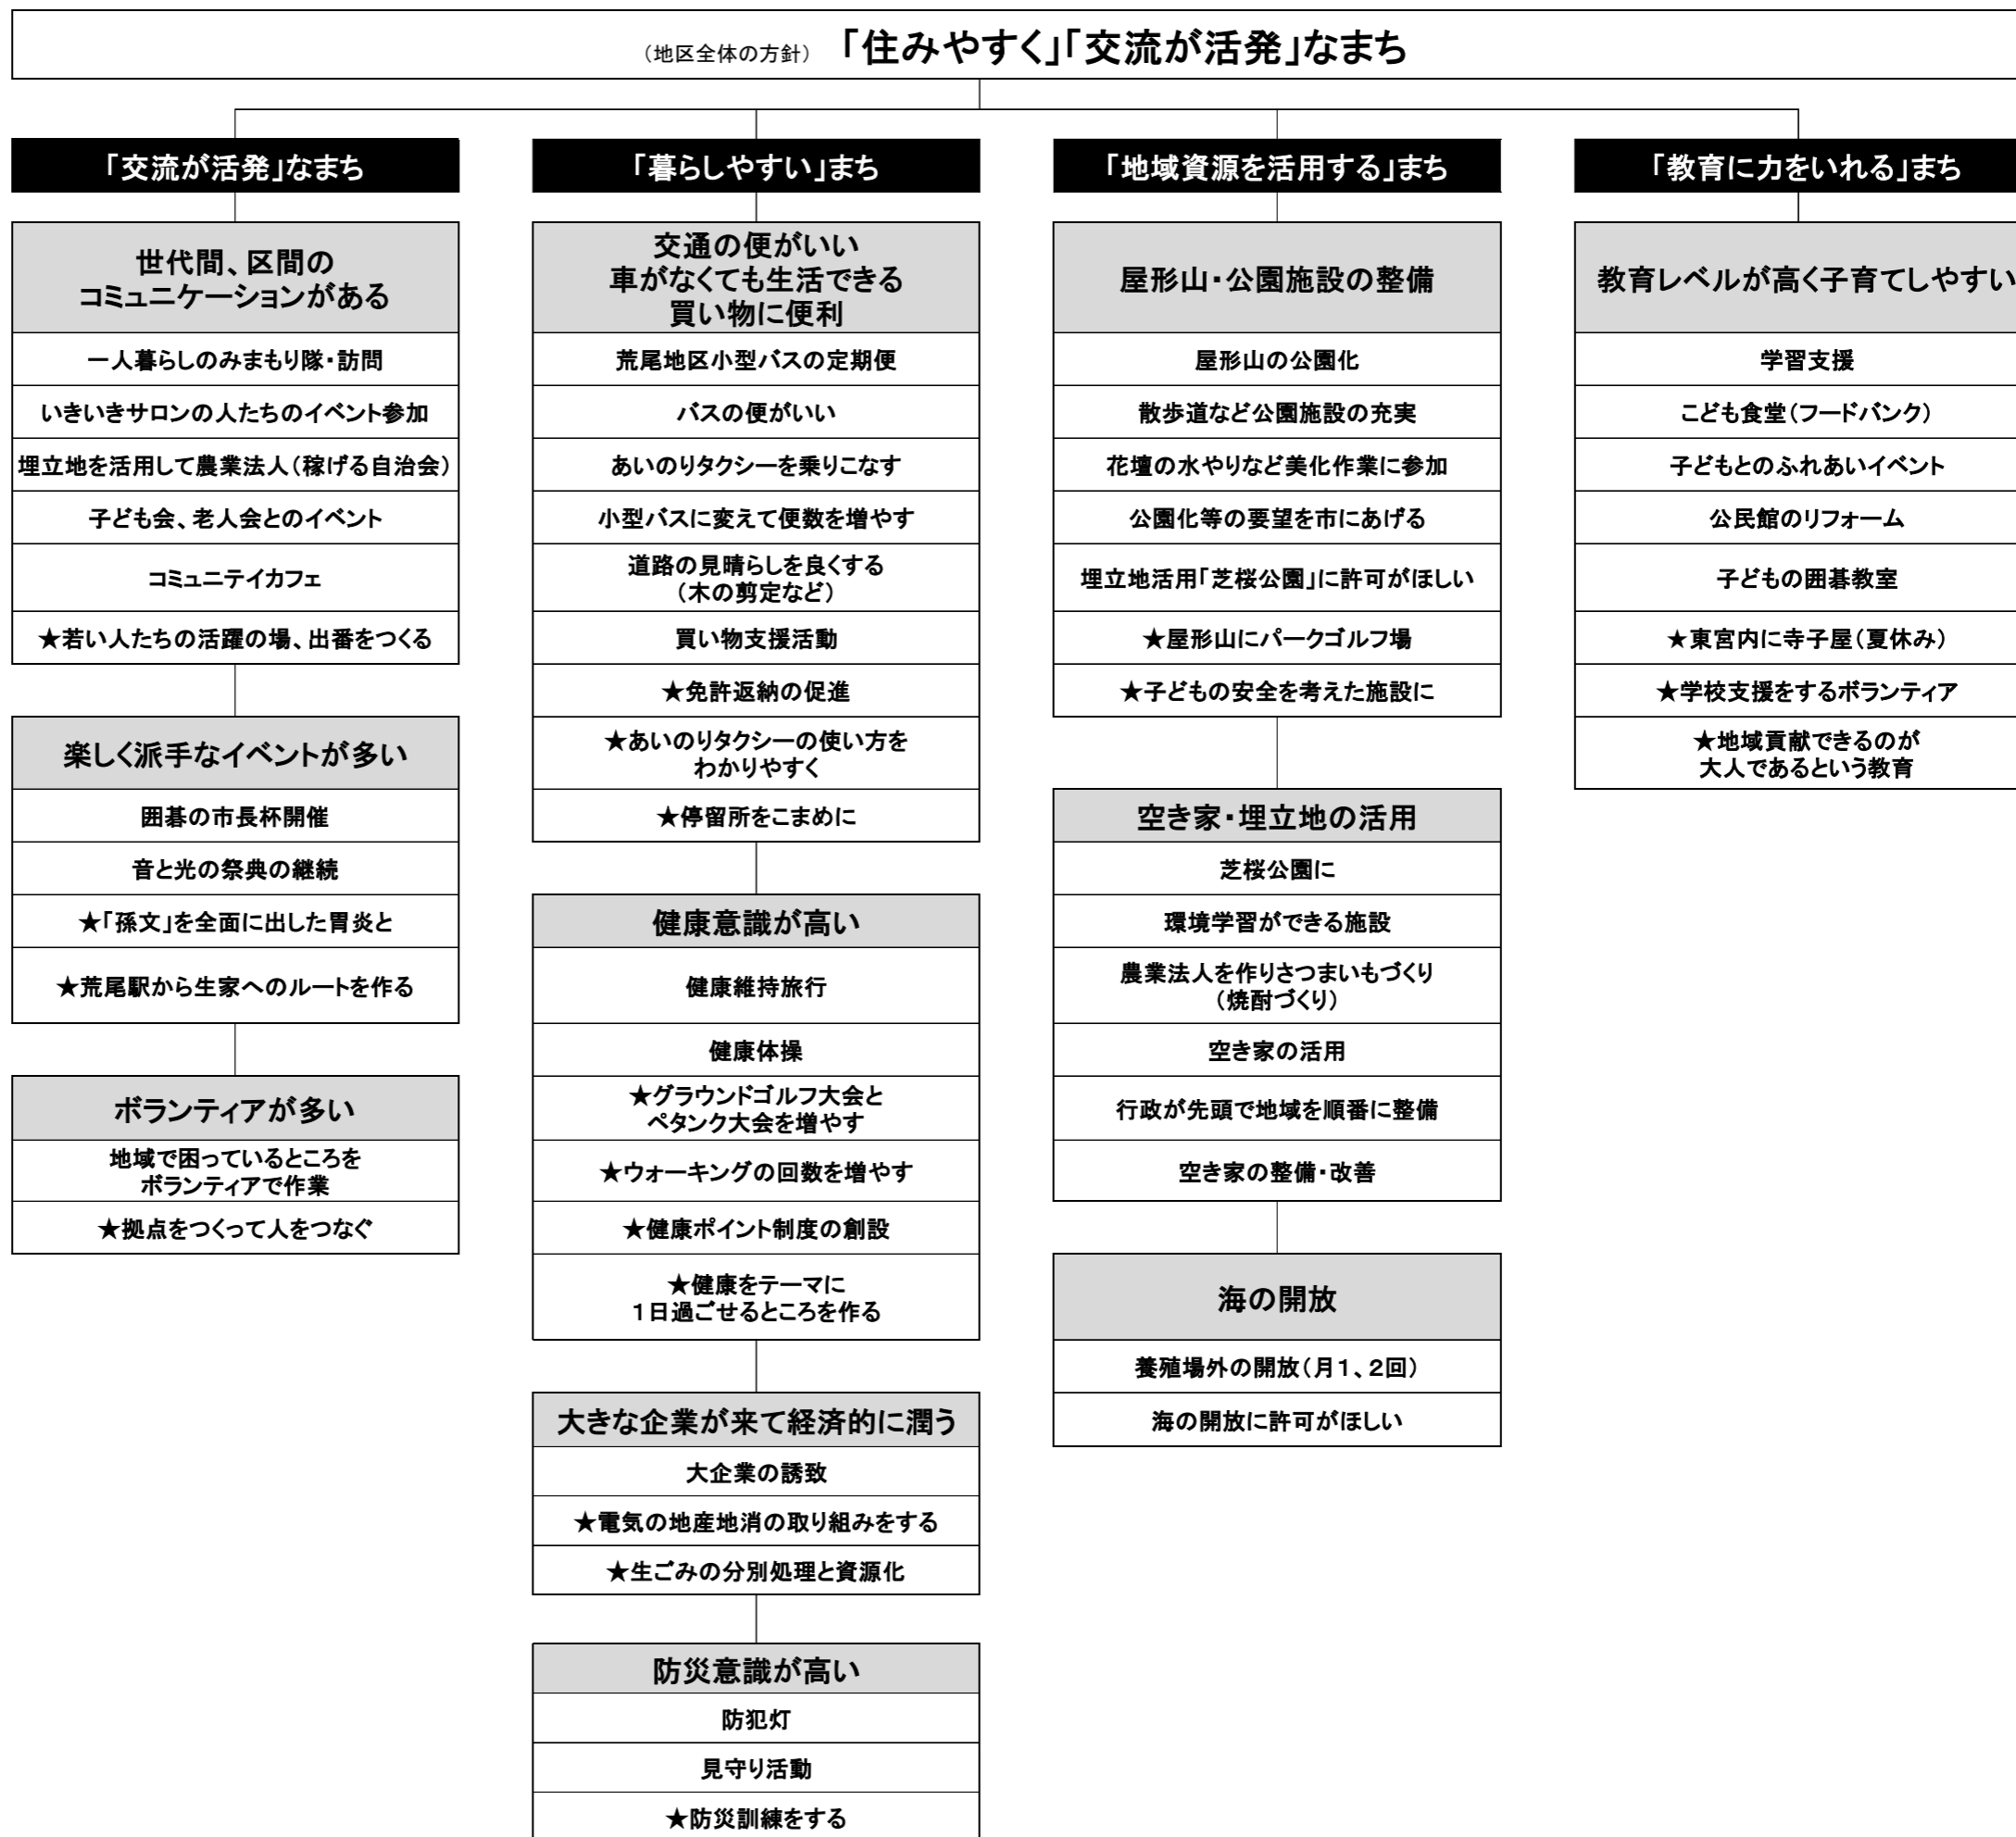 （地区全体の方針） 「住みやすく」「交流が活発」なまち
「交流が活発」なまち
世代間、区間の
コミュニケーションがある
一人暮らしのみまもり隊・訪問
いきいきサロンの人たちのイベント参加
埋立地を活用して農業法人（稼げる自治会）
子ども会、老人会とのイベント
コミュニテイカフェ
★若い人たちの活躍の場、出番をつくる
楽しく派手なイベントが多い
囲碁の市長杯開催
音と光の祭典の継続
★「孫文」を全面に出した胃炎と
★荒尾駅から生家へのルートを作る
ボランティアが多い
地域で困っているところを
ボランティアで作業
★拠点をつくって人をつなぐ
「暮らしやすい」まち
交通の便がいい
車がなくても生活できる
買い物に便利
荒尾地区小型バスの定期便
バスの便がいい
あいのりタクシーを乗りこなす
小型バスに変えて便数を増やす
道路の見晴らしを良くする
（木の剪定など）
買い物支援活動
★免許返納の促進
★あいのりタクシーの使い方を
わかりやすく
★停留所をこまめに
健康意識が高い
健康維持旅行
健康体操
★グラウンドゴルフ大会と
ペタンク大会を増やす
★ウォーキングの回数を増やす
★健康ポイント制度の創設
★健康をテーマに
１日過ごせるところを作る
大きな企業が来て経済的に潤う
大企業の誘致
★電気の地産地消の取り組みをする
★生ごみの分別処理と資源化
防災意識が高い
防犯灯
見守り活動
★防災訓練をする
「地域資源を活用する」まち
屋形山・公園施設の整備
屋形山の公園化
散歩道など公園施設の充実
花壇の水やりなど美化作業に参加
公園化等の要望を市にあげる
埋立地活用「芝桜公園」に許可がほしい
★屋形山にパークゴルフ場
★子どもの安全を考えた施設に
空き家・埋立地の活用
芝桜公園に
環境学習ができる施設
農業法人を作りさつまいもづくり
（焼酎づくり）
空き家の活用
行政が先頭で地域を順番に整備
空き家の整備・改善
海の開放
養殖場外の開放（月１、２回）
海の開放に許可がほしい
「教育に力をいれる」まち
教育レベルが高く子育てしやすい
学習支援
こども食堂（フードバンク）
子どもとのふれあいイベント
公民館のリフォーム
子どもの囲碁教室
★東宮内に寺子屋（夏休み）
★学校支援をするボランティア
★地域貢献できるのが
大人であるという教育